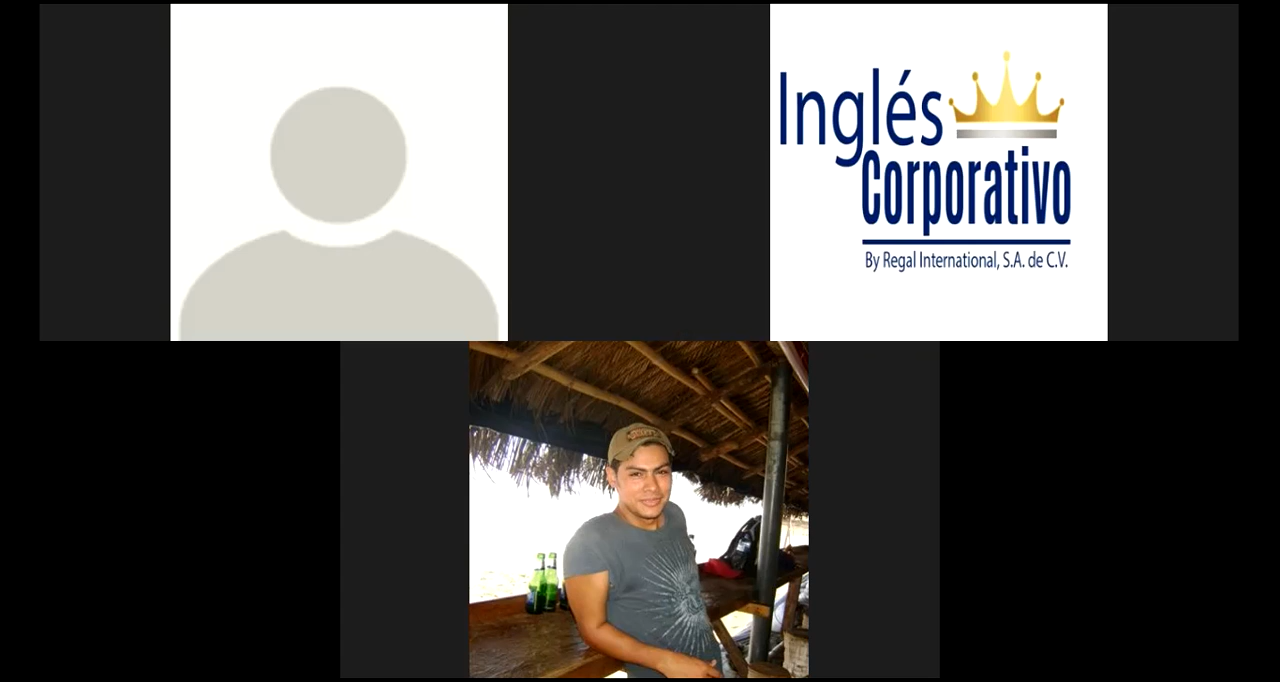 Inglés
Corporativo
By Regal International, S.A. de C.V.